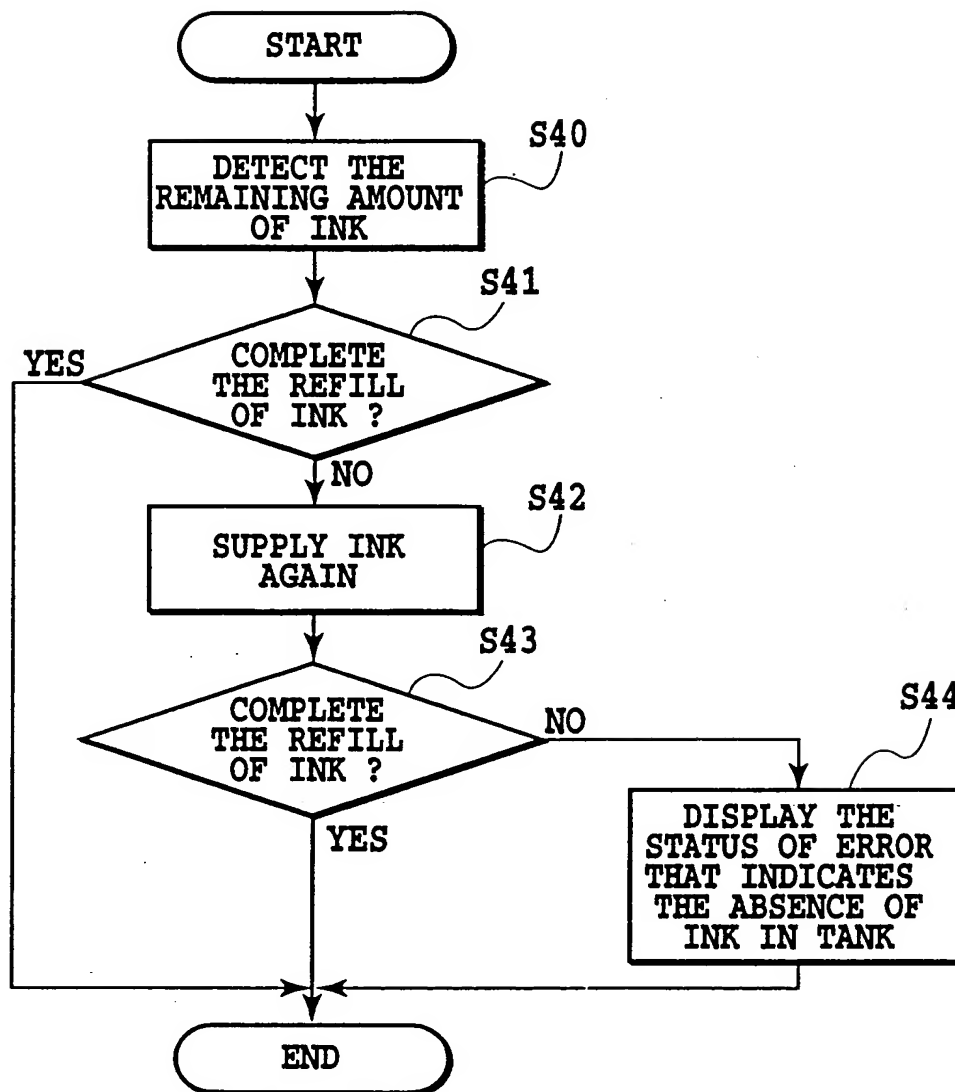 START
S40
DETECT THE
REMAINING AMOUNT
OF INK
S41
YES
COMPLETE
THE REFILL
OF INK ?
NO
S42
SUPPLY INK
AGAIN
S43
COMPLETE
THE REFILL
OF INK ?
NO
S44
YES
DISPLAY THE
STATUS OF ERROR
THAT INDICATES
THE ABSENCE OF
INK IN TANK
END